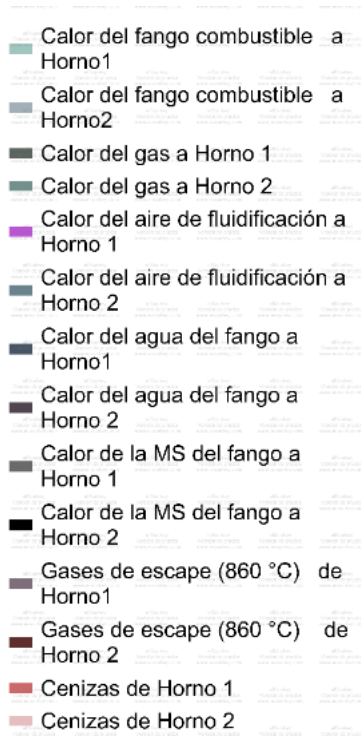 Calor del fango combustible a
Horno1
Calor del fango combustible a
Horno2
Calor del gas a Horno 1
Calor del gas a Horno 2
Calor del aire de fluidificación a
Horno 1
Calor del aire de fluidificación a
Horno 2
Calor del agua del fango a
Horno1
Calor del agua del fango a
Horno 2
Calor de la MS del fango a
Horno 1
Calor de la MS del fango a
Horno 2
Gases de escape (860 °C) de
Horno1
Gases de escape (860 °C) de
Horno 2
Cenizas de Horno 1
Cenizas de Horno 2